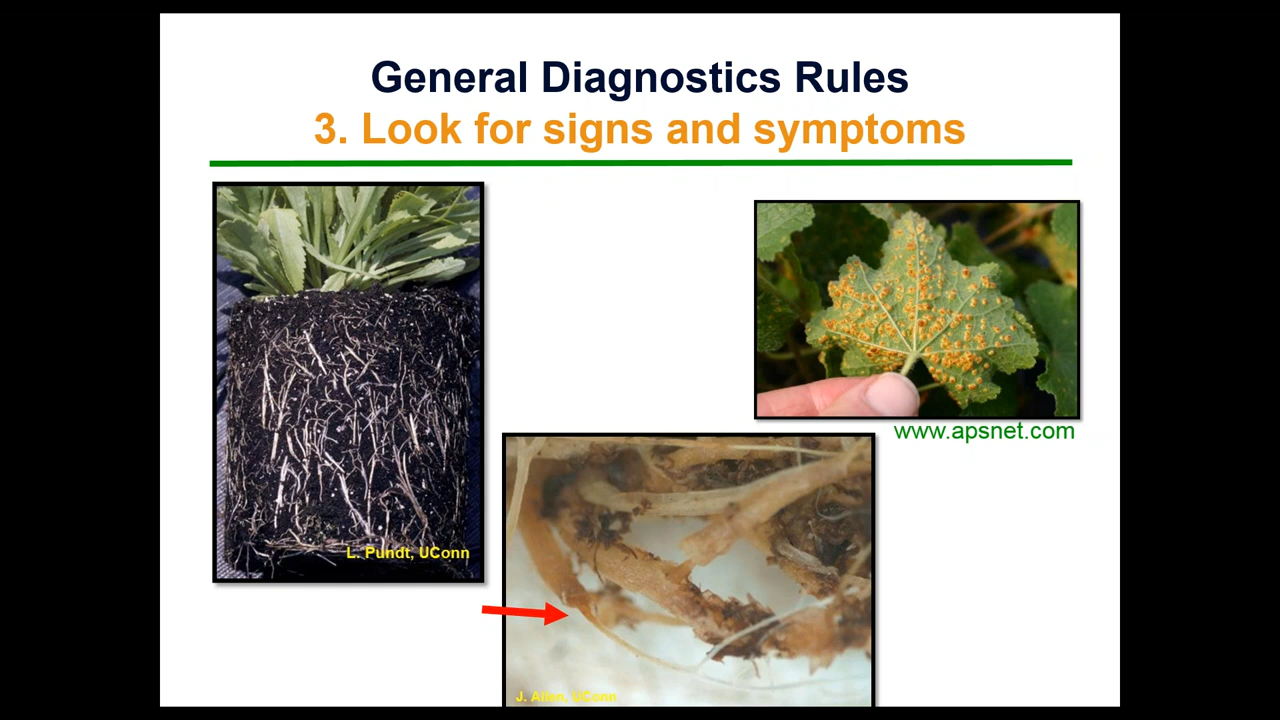 General Diagnostics Rules
3. Look for signs and symptoms
www.apsnet.com
L. Pundt, UConn
J. Allen, UConn